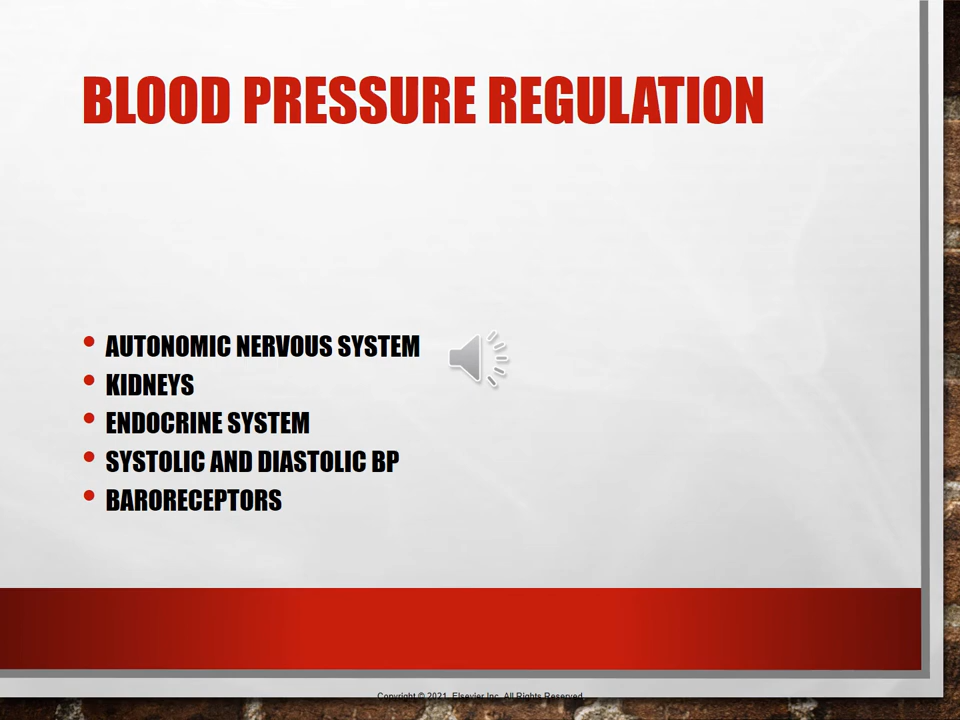 BLOOD PRESSURE REGULATION
• AUTONOMIC NERVOUS SYSTEM
• KIDNEYS
• ENDOCRINE SYSTEM
• SYSTOLIC AND DIASTOLIC BP
• BARORECEPTORS
Copyright © 2021, Elsevier Inc. All Rights Reserved.